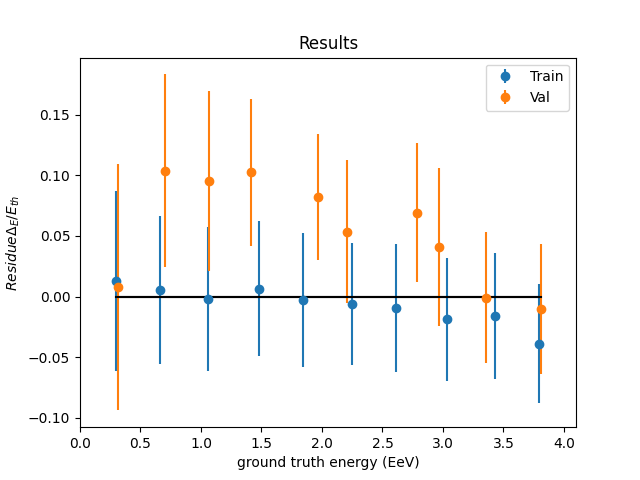 Results
Train
Val
0.15
0.10
0.05
0.00
−0.05
−0.10
ResidueΔ_E/E_th
0.0 0.5 1.0 1.5 2.0 2.5 3.0 3.5 4.0
ground truth energy (EeV)